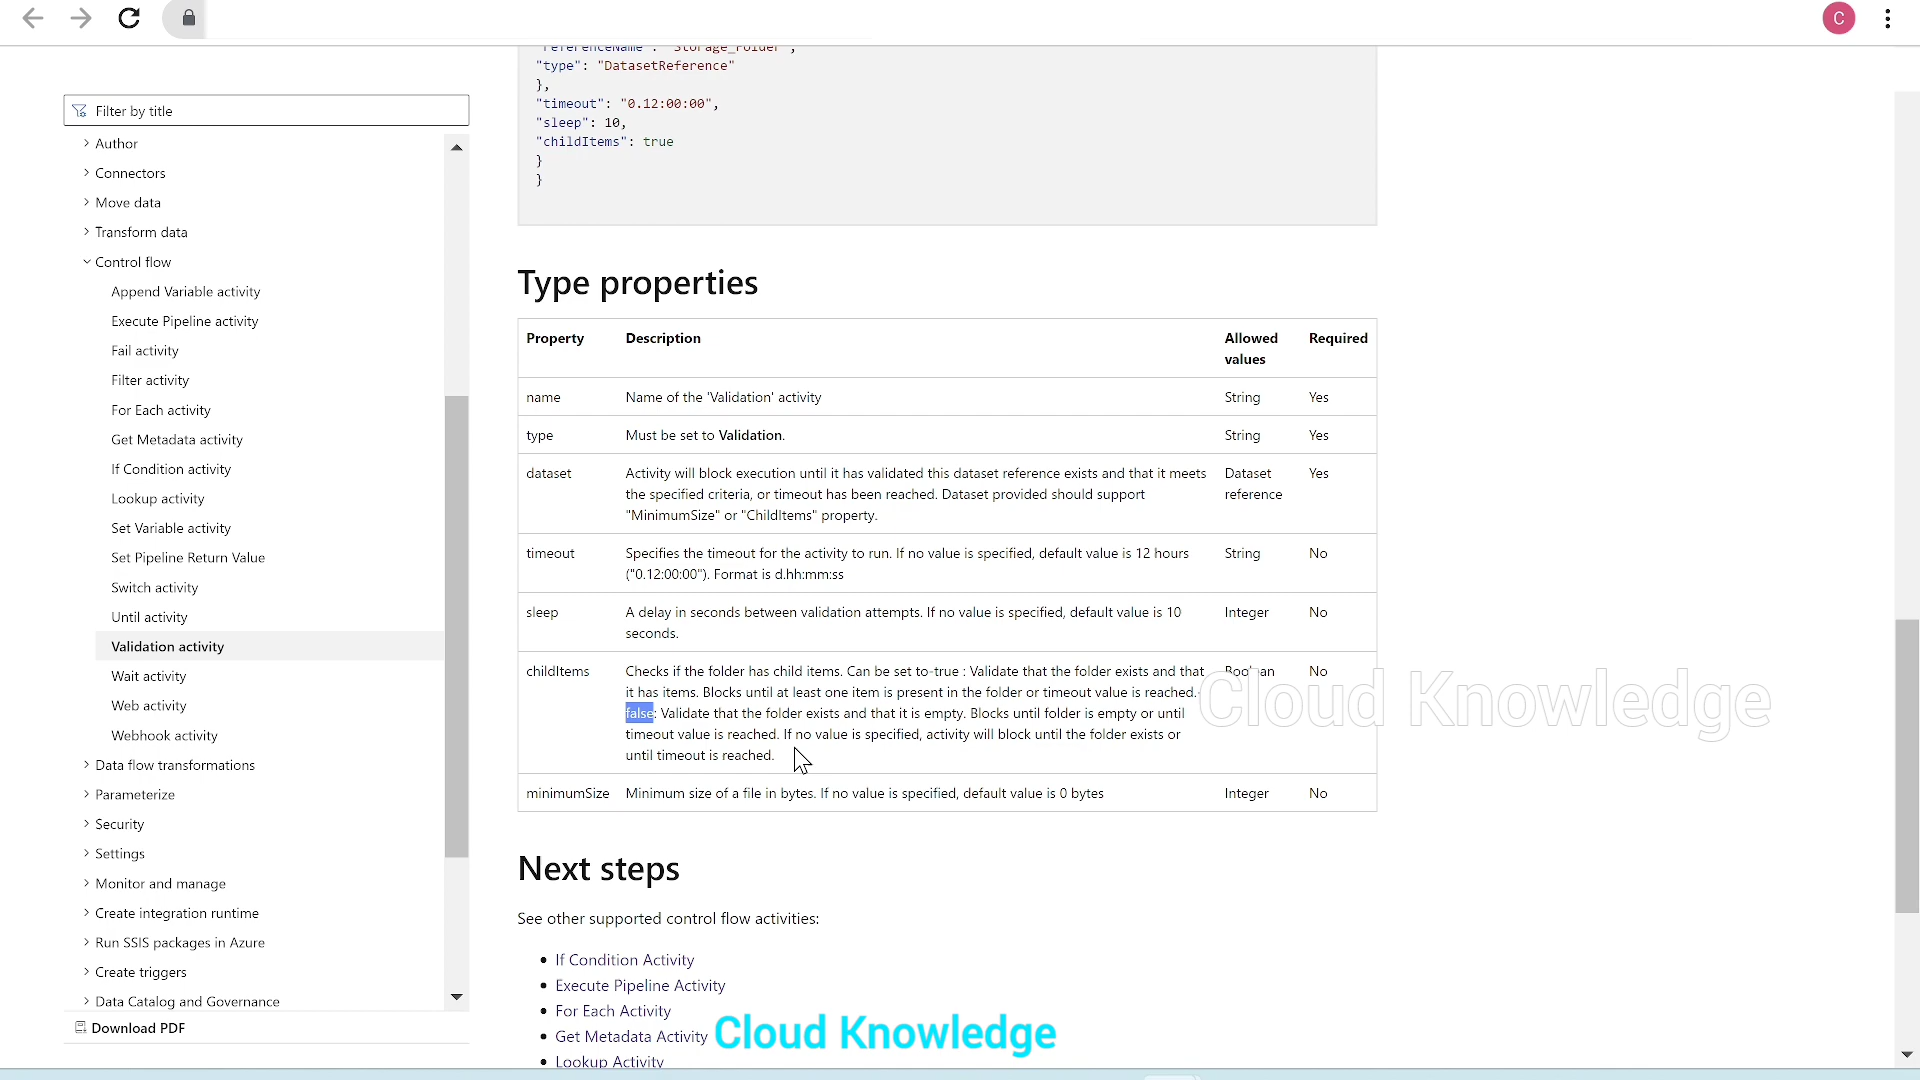 C
Filter by title
Author
Connectors
Move data
Transform data
Control flow
Append Variable activity
Execute Pipeline activity
Fail activity
Filter activity
For Each activity
Get Metadata activity
If Condition activity
Lookup activity
Set Variable activity
Set Pipeline Return Value
Switch activity
Until activity
Validation activity
Wait activity
Web activity
Webhook activity
Data flow transformations
Parameterize
Security
Settings
Monitor and manage
Create integration runtime
Run SSIS packages in Azure
Create triggers
Data Catalog and Governance
Download PDF
"referenceName": "Storage_Folder",
"type": "DatasetReference"
},
"timeout": "0.12:00:00",
"sleep": 10,
"childItems": true
}
}
Type properties
Property Description Allowed values Required
name Name of the 'Validation' activity String Yes
type Must be set to Validation. String Yes
dataset Activity will block execution until it has validated this dataset reference exists and that it meets Dataset Yes
the specified criteria, or timeout has been reached. Dataset provided should support reference
"MinimumSize" or "ChildItems" property.
timeout Specifies the timeout for the activity to run. If no value is specified, default value is 12 hours String No
("0.12:00:00"). Format is d.hh:mm:ss
sleep A delay in seconds between validation attempts. If no value is specified, default value is 10 Integer No
seconds.
childItems Checks if the folder has child items. Can be set to-true : Validate that the folder exists and that Boolean No
it has items. Blocks until at least one item is present in the folder or timeout value is reached.-
false: Validate that the folder exists and that it is empty. Blocks until folder is empty or until
timeout value is reached. If no value is specified, activity will block until the folder exists or
until timeout is reached.
Cloud Knowledge
minimumSize Minimum size of a file in bytes. If no value is specified, default value is 0 bytes Integer No
Next steps
See other supported control flow activities:
If Condition Activity
Execute Pipeline Activity
For Each Activity
Get Metadata Activity
Lookup Activity
Cloud Knowledge